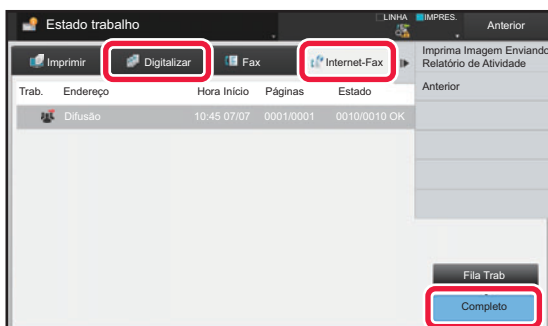 Estado trabalho
LINHA
IMPRES.
Anterior
Imprimir
Digitalizar
Fax
Internet-Fax
Imprima Imagem Enviando
Relatório de Atividade
Anterior
Trab. Endereço Hora Início Páginas Estado
Difusão 10:45 07/07 0001/0001 0010/0010 OK
Fila Trab
Completo